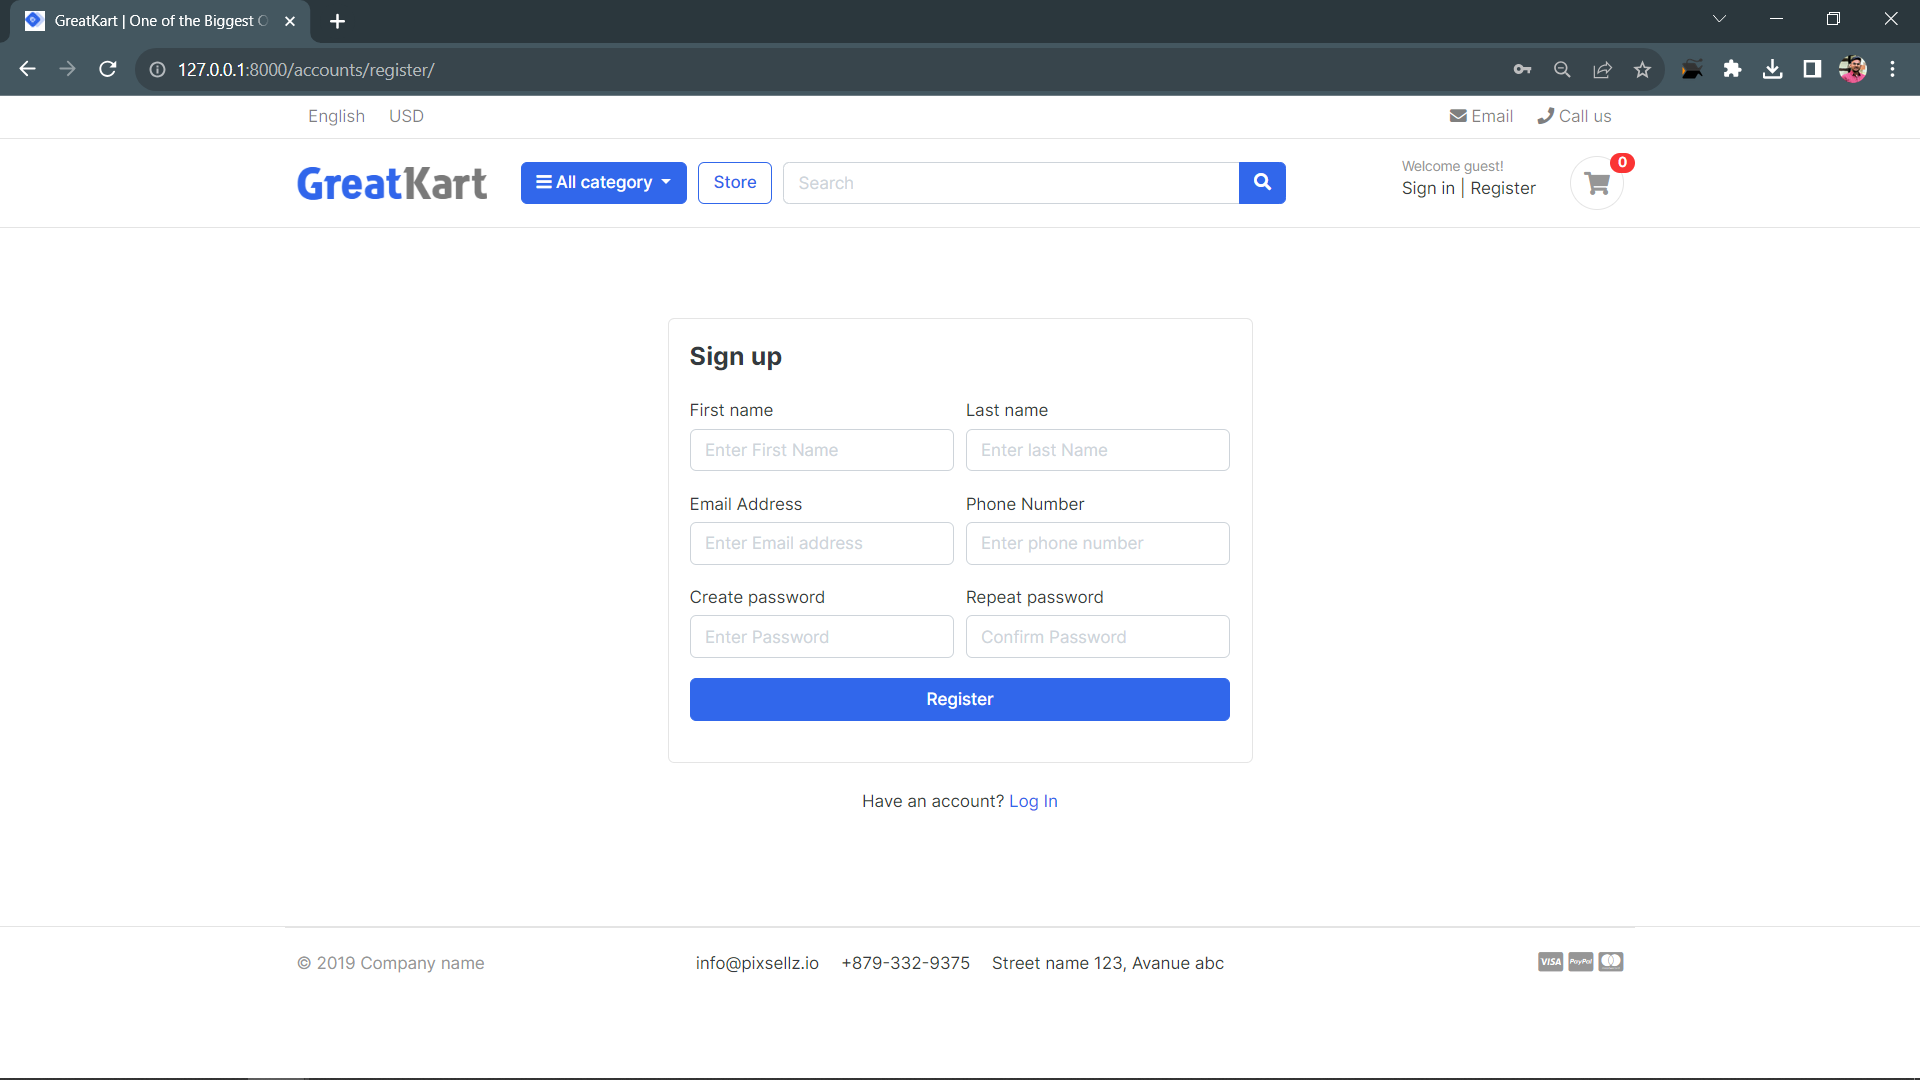 GreatKart | One of the Biggest O
127.0.0.1:8000/accounts/register/
English USD Email Call us
GreatKart All category Store Search Welcome guest! 0
Sign in | Register
Sign up
First name Last name
Enter First Name Enter last Name
Email Address Phone Number
Enter Email address Enter phone number
Create password Repeat password
Enter Password Confirm Password
Register
Have an account? Log In
© 2019 Company name info@pixsellz.io +879-332-9375 Street name 123, Avanue abc VISA PayPal